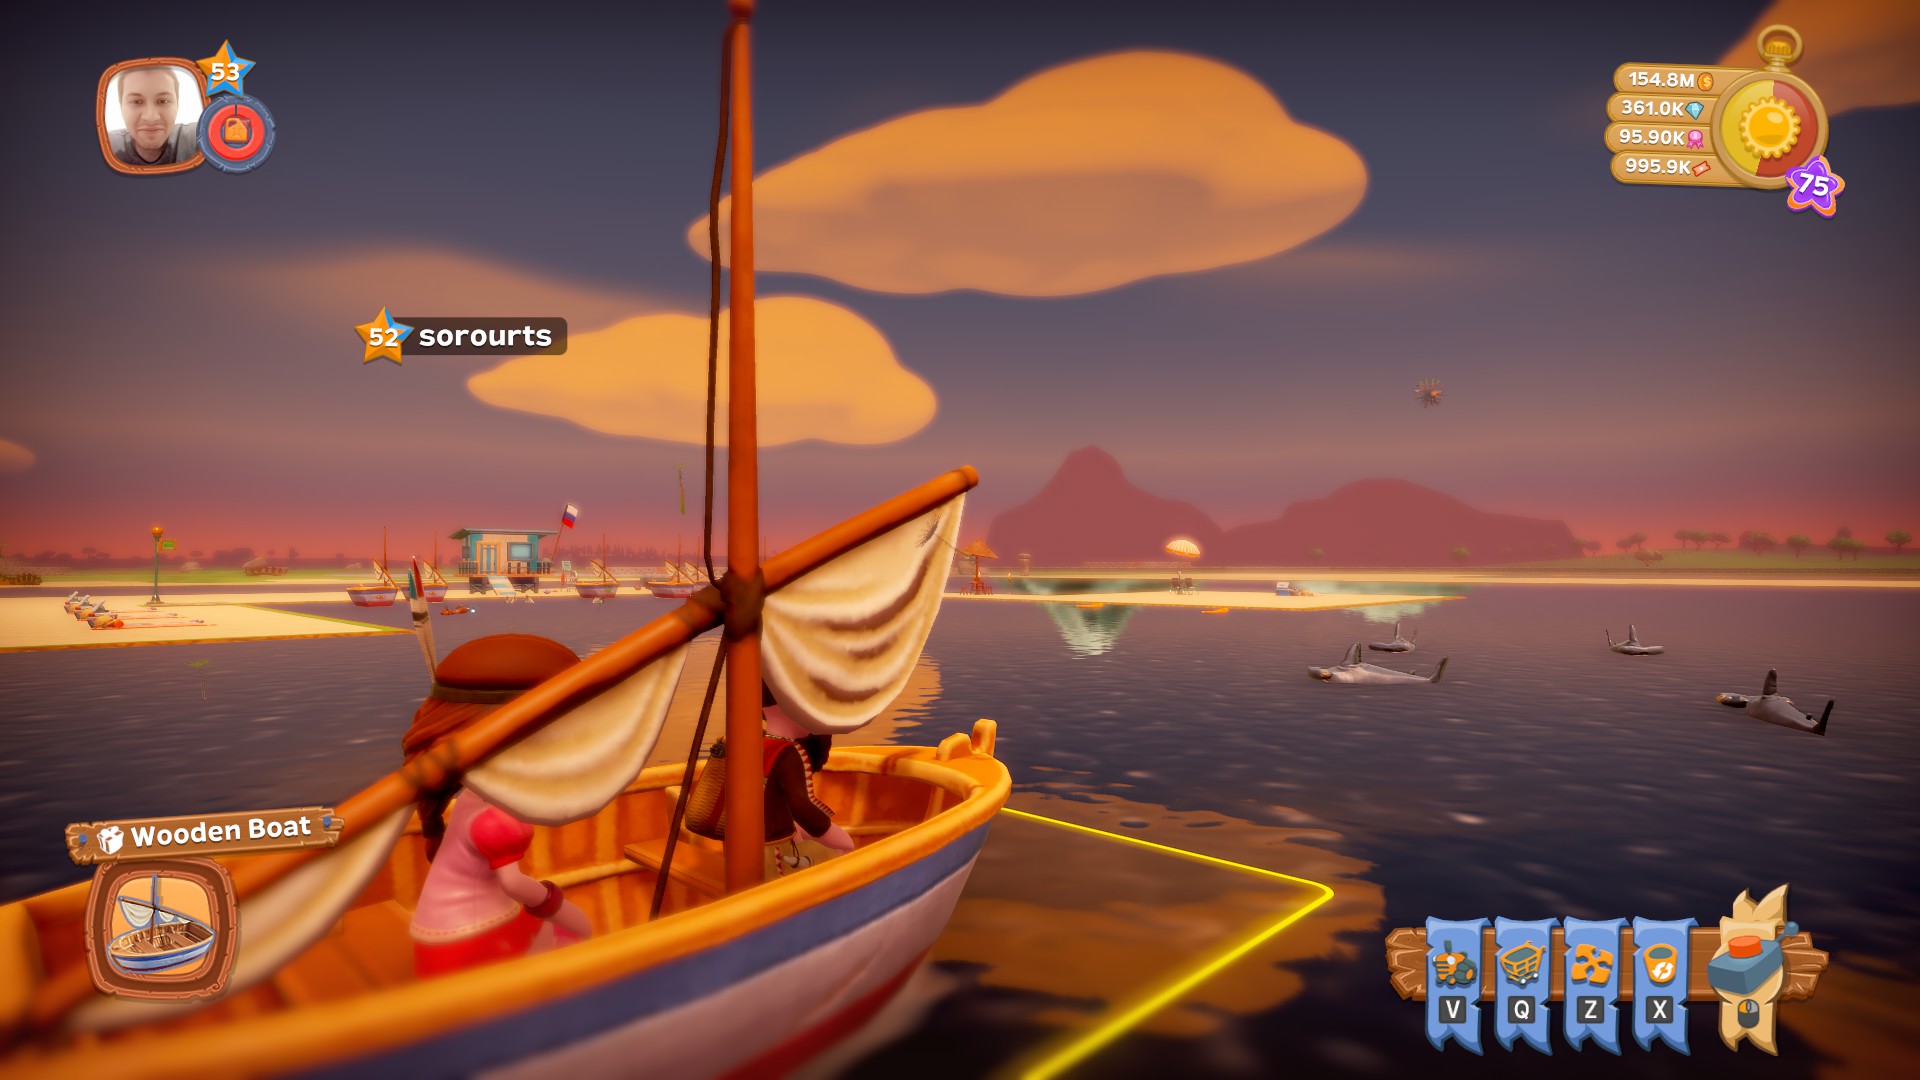 53
154.8M
361.0K
95.90K
995.9K
75
52 sorourts
Wooden Boat
V Q Z X